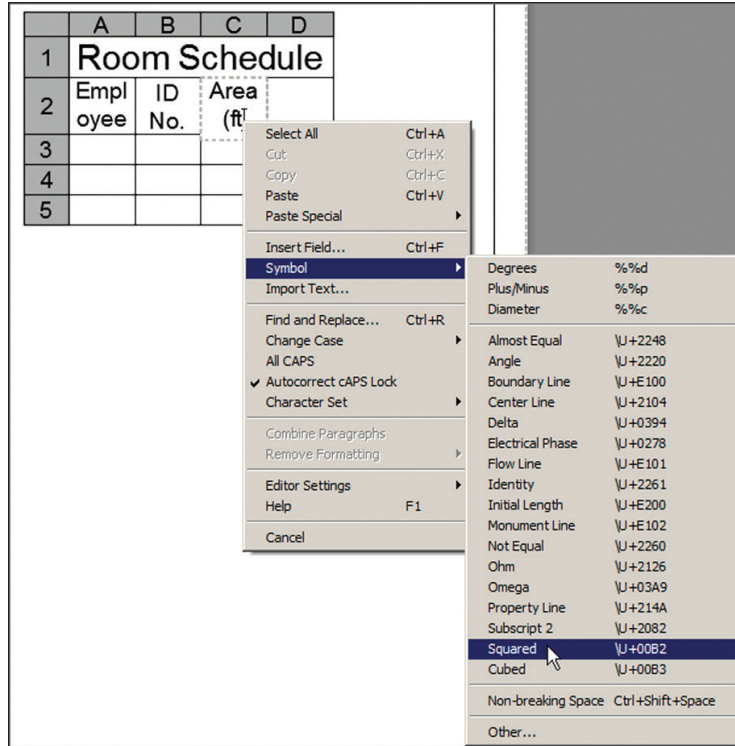 A B C D
1 Room Schedule
2 Empl ID Area
oyee No. (ft)
3
4
5
Select All Ctrl+A
Cut Ctrl+X
Copy Ctrl+C
Paste Ctrl+V
Paste Special
Insert Field... Ctrl+F
Symbol
Import Text...
Find and Replace... Ctrl+R
Change Case
All CAPS
Autocorrect cAPS Lock
Character Set
Combine Paragraphs
Remove Formatting
Editor Settings
Help F1
Cancel
Degrees %%d
Plus/Minus %%p
Diameter %%c
Almost Equal \U+2248
Angle \U+2220
Boundary Line \U+E100
Center Line \U+2104
Delta \U+0394
Electrical Phase \U+0278
Flow Line \U+E101
Identity \U+2261
Initial Length \U+E200
Monument Line \U+E102
Not Equal \U+2260
Ohm \U+2126
Omega \U+03A9
Property Line \U+214A
Subscript 2 \U+2082
Squared \U+00B2
Cubed \U+00B3
Non-breaking Space Ctrl+Shift+Space
Other...